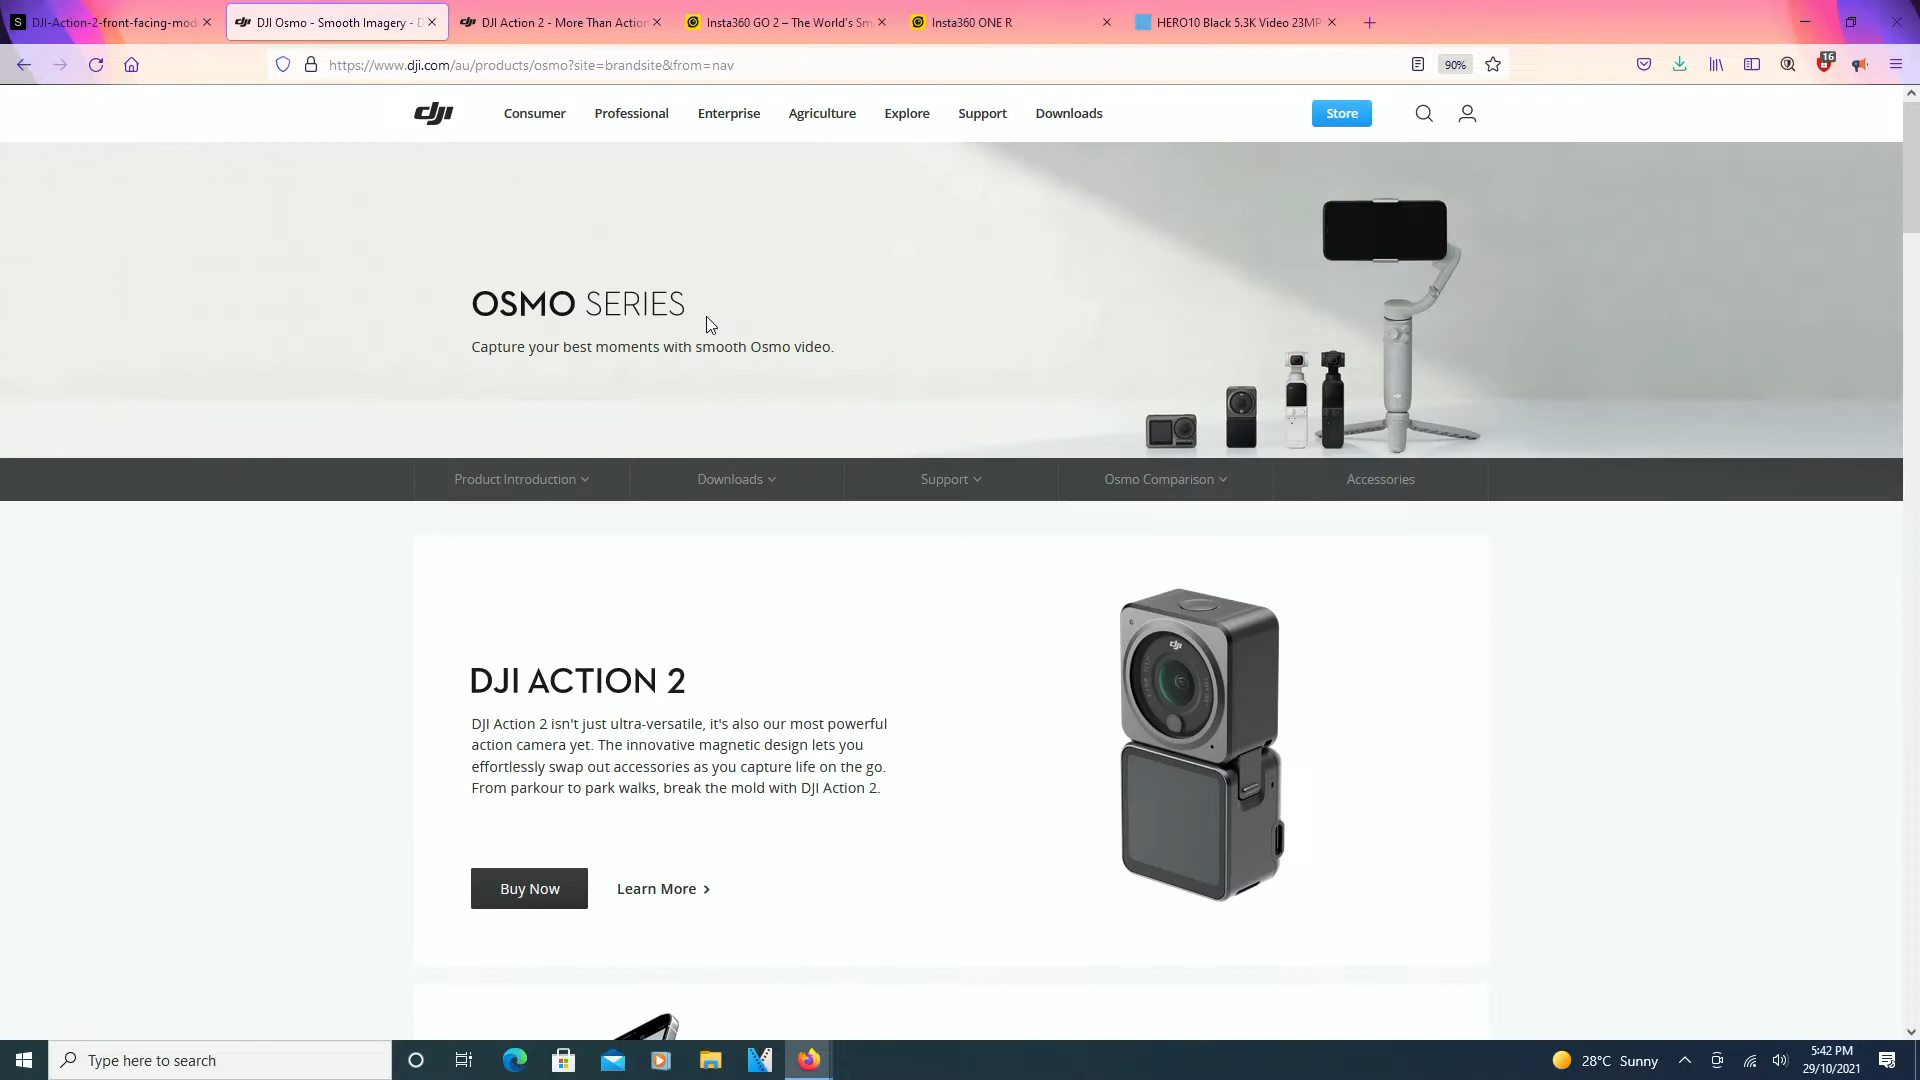 DJI-Action-2-front-facing-modu
DJI Osmo - Smooth Imagery - D
DJI Action 2 - More Than Action
Insta360 GO 2 – The World's Sm
Insta360 ONE R
HERO10 Black 5.3K Video 23MP
https://www.dji.com/au/products/osmo?site=brandsite&from=nav
90%
16
dji
Consumer
Professional
Enterprise
Agriculture
Explore
Support
Downloads
Store
OSMO SERIES
Capture your best moments with smooth Osmo video.
Product Introduction
Downloads
Support
Osmo Comparison
Accessories
DJI ACTION 2
DJI Action 2 isn't just ultra-versatile, it's also our most powerful
action camera yet. The innovative magnetic design lets you
effortlessly swap out accessories as you capture life on the go.
From parkour to park walks, break the mold with DJI Action 2.
Buy Now
Learn More
dji
Type here to search
28°C Sunny
5:42 PM
29/10/2021